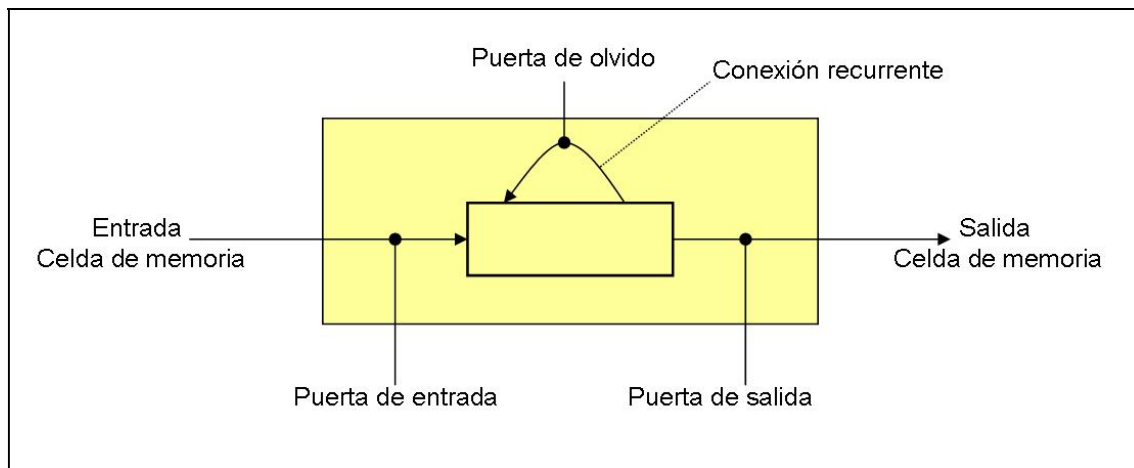 Puerta de olvido
Conexión recurrente
Entrada
Celda de memoria
Salida
Celda de memoria
Puerta de entrada
Puerta de salida